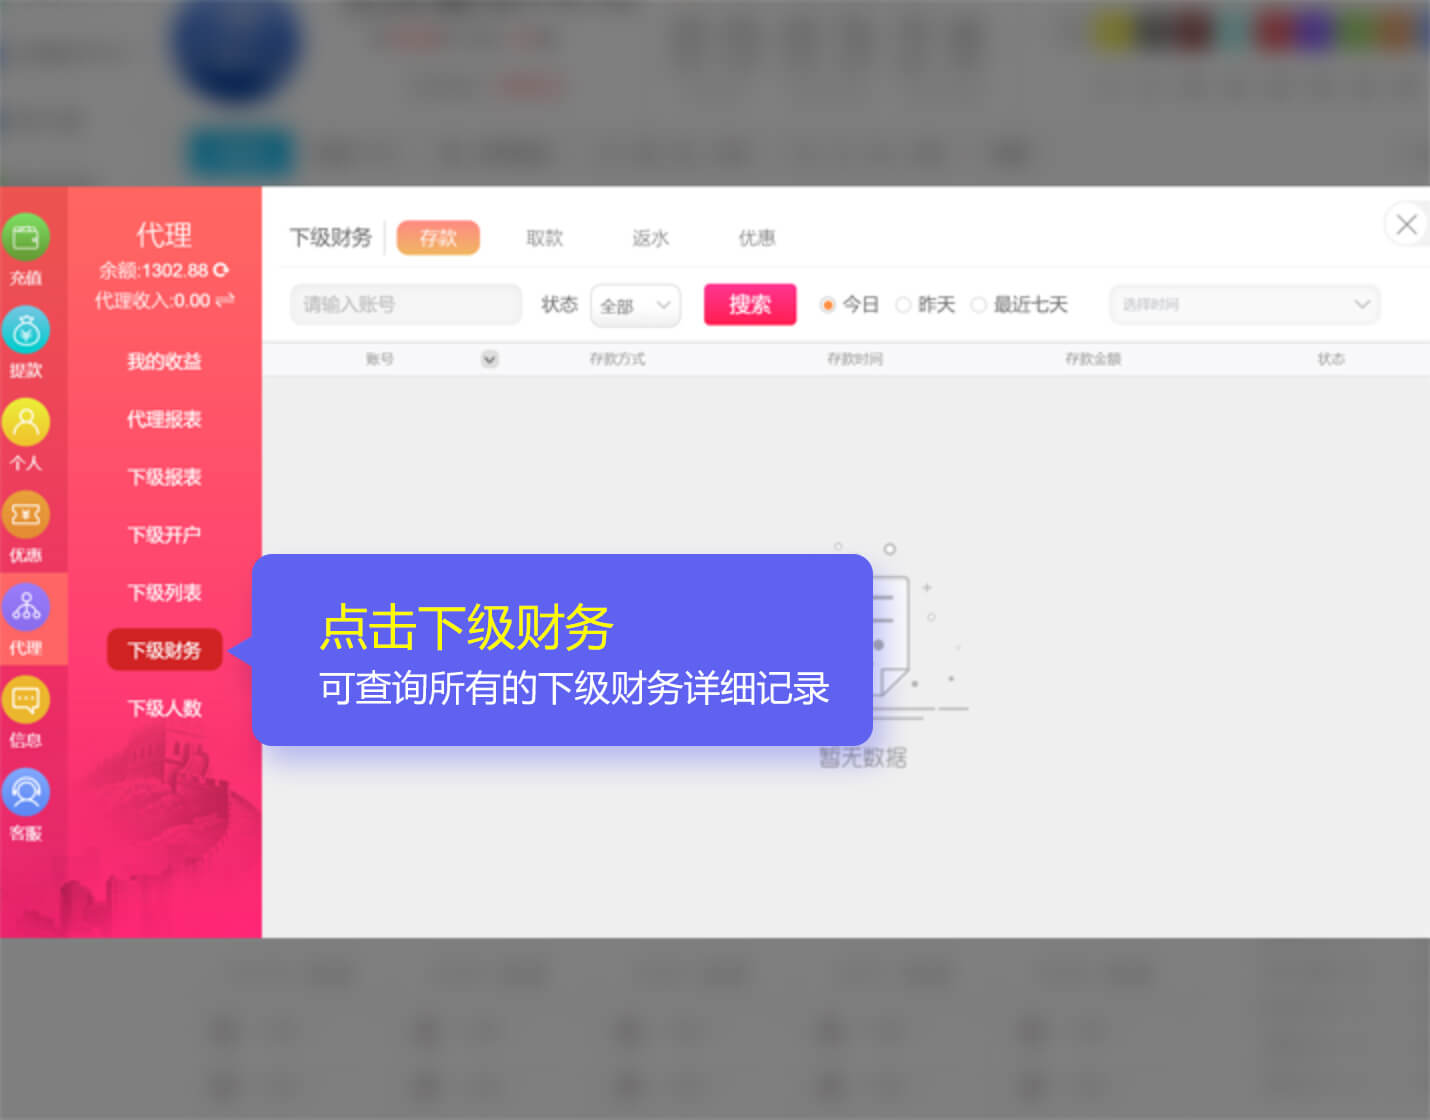 代理
余额:1302.88
代理收入:0.00
充值
提款
个人
优惠
代理
信息
客服
我的收益
代理报表
下级报表
下级开户
下级列表
下级财务
下级人数
下级财务 存款 取款 返水 优惠
请输入账号 状态 全部 搜索 今日 昨天 最近七天 选择时间
账号 存款方式 存款时间 存款金额 状态
点击下级财务
可查询所有的下级财务详细记录
暂无数据